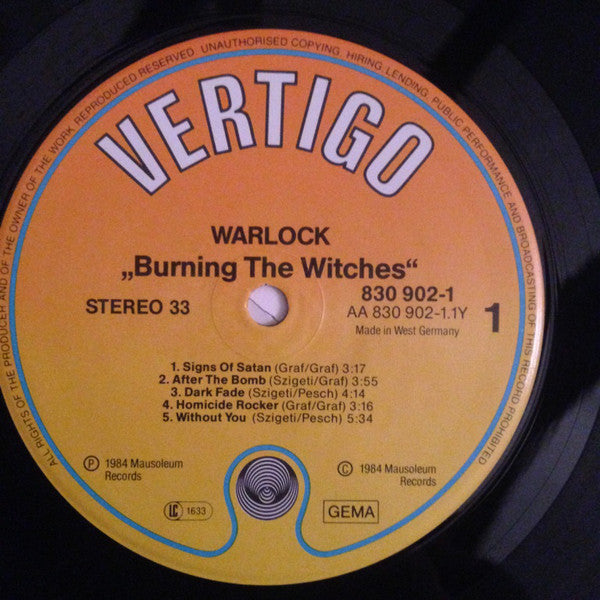 ALL RIGHTS OF THE PRODUCER AND OF THE OWNER OF THE WORK REPRODUCED RESERVED. UNAUTHORISED COPYING, HIRING, LENDING, PUBLIC PERFORMANCE AND BROADCASTING OF THIS RECORD PROHIBITED
VERTIGO
WARLOCK
„Burning The Witches“
STEREO 33
830 902-1
AA 830 902-1.1Y
Made in West Germany
1
1. Signs Of Satan (Graf/Graf) 3:17
2. After The Bomb (Szigeti/Graf) 3:55
3. Dark Fade (Szigeti/Pesch) 4:14
4. Homicide Rocker (Graf/Graf) 3:16
5. Without You (Szigeti/Pesch) 5:34
Ⓟ 1984 Mausoleum
Records
© 1984 Mausoleum
Records
LC 1633
GEMA